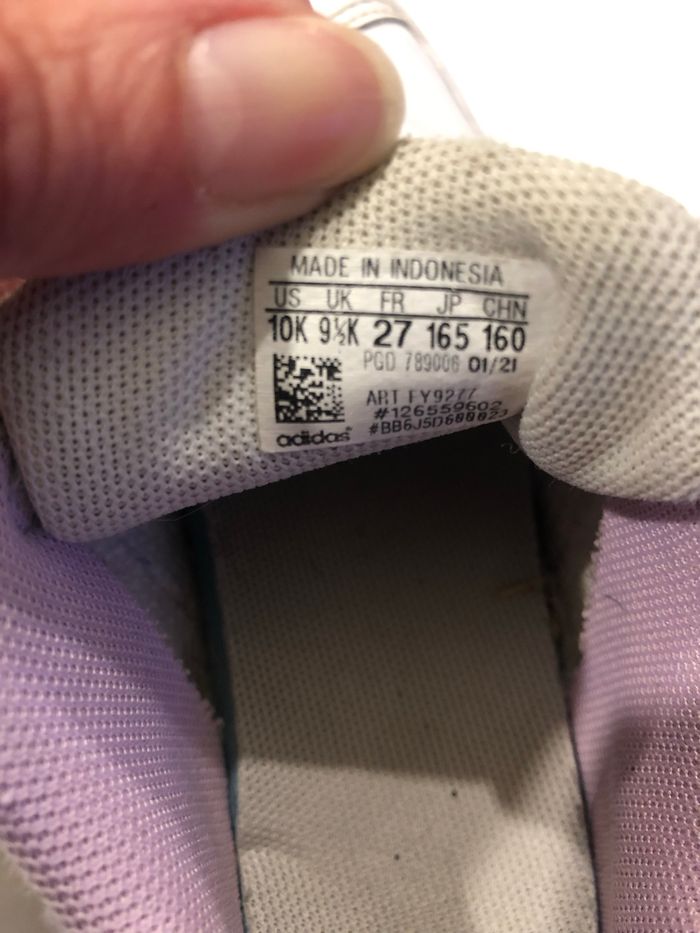 MADE IN INDONESIA
US UK FR JP CHN
10K 9½K 27 165 160
PGD 789006 01/21
ART FY9277
#126559602
adidas